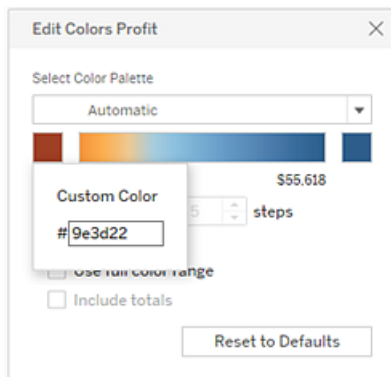 Edit Colors Profit
Select Color Palette
Automatic
$55,618
Custom Color
#9e3d22
5 steps
Use full color range
Include totals
Reset to Defaults